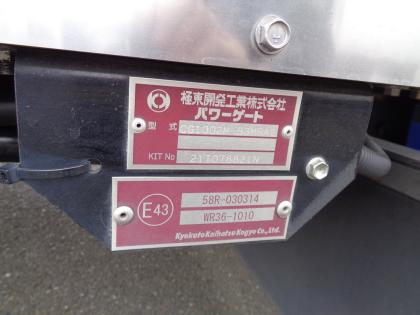 極東開発工業株式会社
パワーゲート
型 式
KIT No
E43
58R-030314
WR36-1010
Kyokuto Kaihatsu Kogyo Co., Ltd.